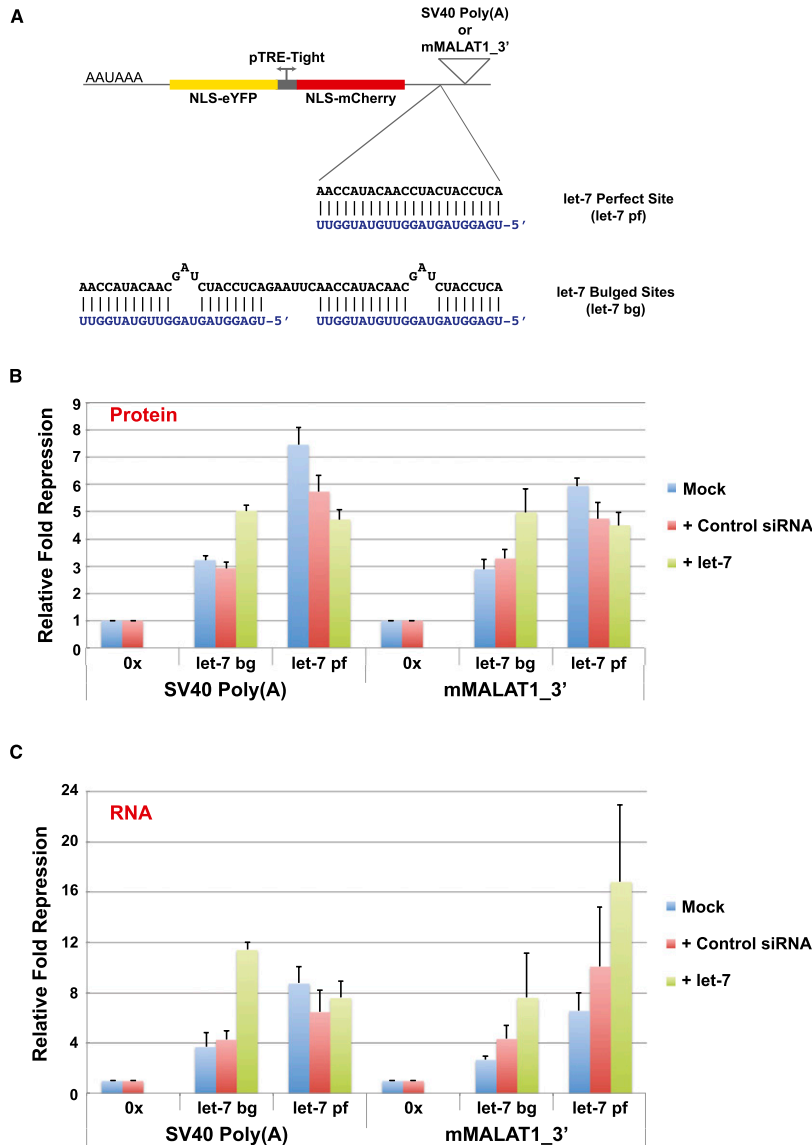 A
SV40 Poly(A)
or
mMALAT1_3’
pTRE-Tight
AAUAAA
NLS-eYFP
NLS-mCherry
AACCAUACAACCUACUACCUCA
UUGGUAUGUUGGAUGAUGGAGU-5’
let-7 Perfect Site
(let-7 pf)
AACCAUACAACGAUCUACCUCAGAAUUCAACCAUACAACGAUCUACCUCA
UUGGUAUGUUGGAUGAUGGAGU-5’ UUGGUAUGUUGGAUGAUGGAGU-5’
let-7 Bulged Sites
(let-7 bg)
B
Protein
Relative Fold Repression
9
8
7
6
5
4
3
2
1
0
Mock
+ Control siRNA
+ let-7
0x let-7 bg let-7 pf 0x let-7 bg let-7 pf
SV40 Poly(A) mMALAT1_3’
C
RNA
Relative Fold Repression
24
20
16
12
8
4
0
Mock
+ Control siRNA
+ let-7
0x let-7 bg let-7 pf 0x let-7 bg let-7 pf
SV40 Poly(A) mMALAT1_3’